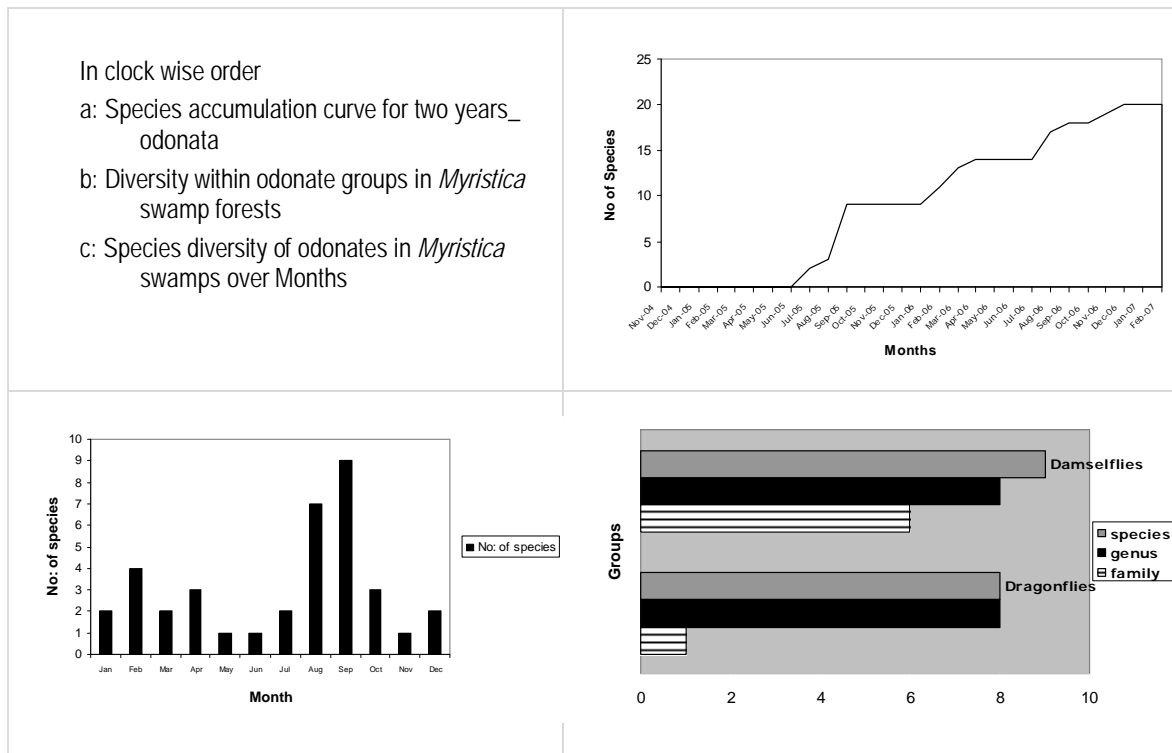 In clock wise order
a: Species accumulation curve for two years_
odonata
b: Diversity within odonate groups in Myristica
swamp forests
c: Species diversity of odonates in Myristica
swamps over Months
25
20
15
10
5
0
No of Species
Nov-04 Dec-04 Jan-05 Feb-05 Mar-05 Apr-05 May-05 Jun-05 Jul-05 Aug-05 Sep-05 Oct-05 Nov-05 Dec-05 Jan-06 Feb-06 Mar-06 Apr-06 May-06 Jun-06 Jul-06 Aug-06 Sep-06 Oct-06 Nov-06 Dec-06 Jan-07 Feb-07
Months
10
9
8
7
6
5
4
3
2
1
0
No: of species
Jan Feb Mar Apr May Jun Jul Aug Sep Oct Nov Dec
Month
No: of species
Groups
Damselflies
Dragonflies
species
genus
family
0 2 4 6 8 10